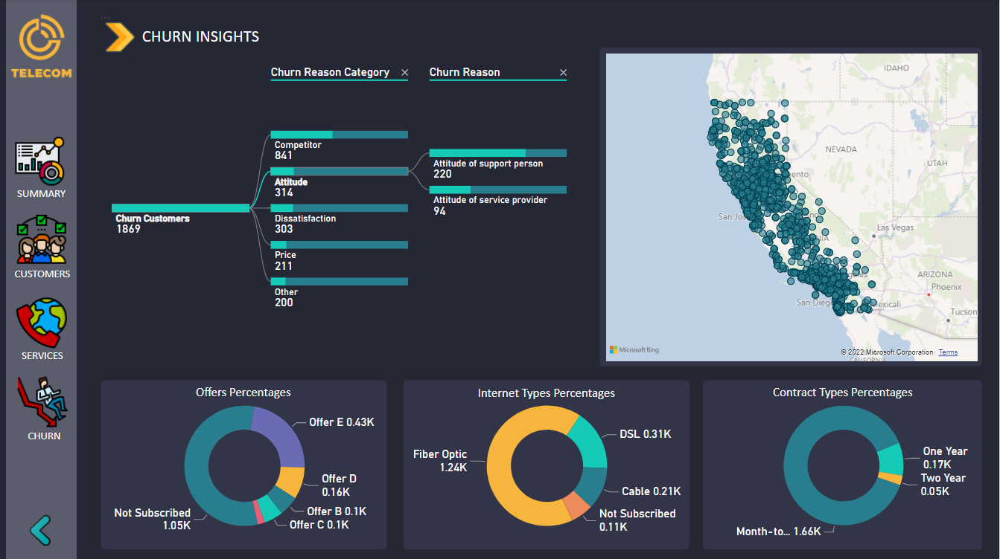 TELECOM
SUMMARY
CUSTOMERS
SERVICES
CHURN
CHURN INSIGHTS
Churn Reason Category
Churn Reason
Churn Customers
1869
Competitor
841
Attitude
314
Dissatisfaction
303
Price
211
Other
200
Attitude of support person
220
Attitude of service provider
94
IDAHO
NEVADA
UTAH
Las Vegas
ARIZONA
Phoenix
Tucson
San Diego
Microsoft Bing
© 2022 Microsoft Corporation Terms
CALIFORNIA
Offers Percentages
Offer E 0.43K
Offer D
0.16K
Offer B 0.1K
Offer C 0.1K
Not Subscribed
1.05K
Internet Types Percentages
Fiber Optic
1.24K
DSL 0.31K
Cable 0.21K
Not Subscribed
0.11K
Contract Types Percentages
One Year
0.17K
Two Year
0.05K
Month-to... 1.66K